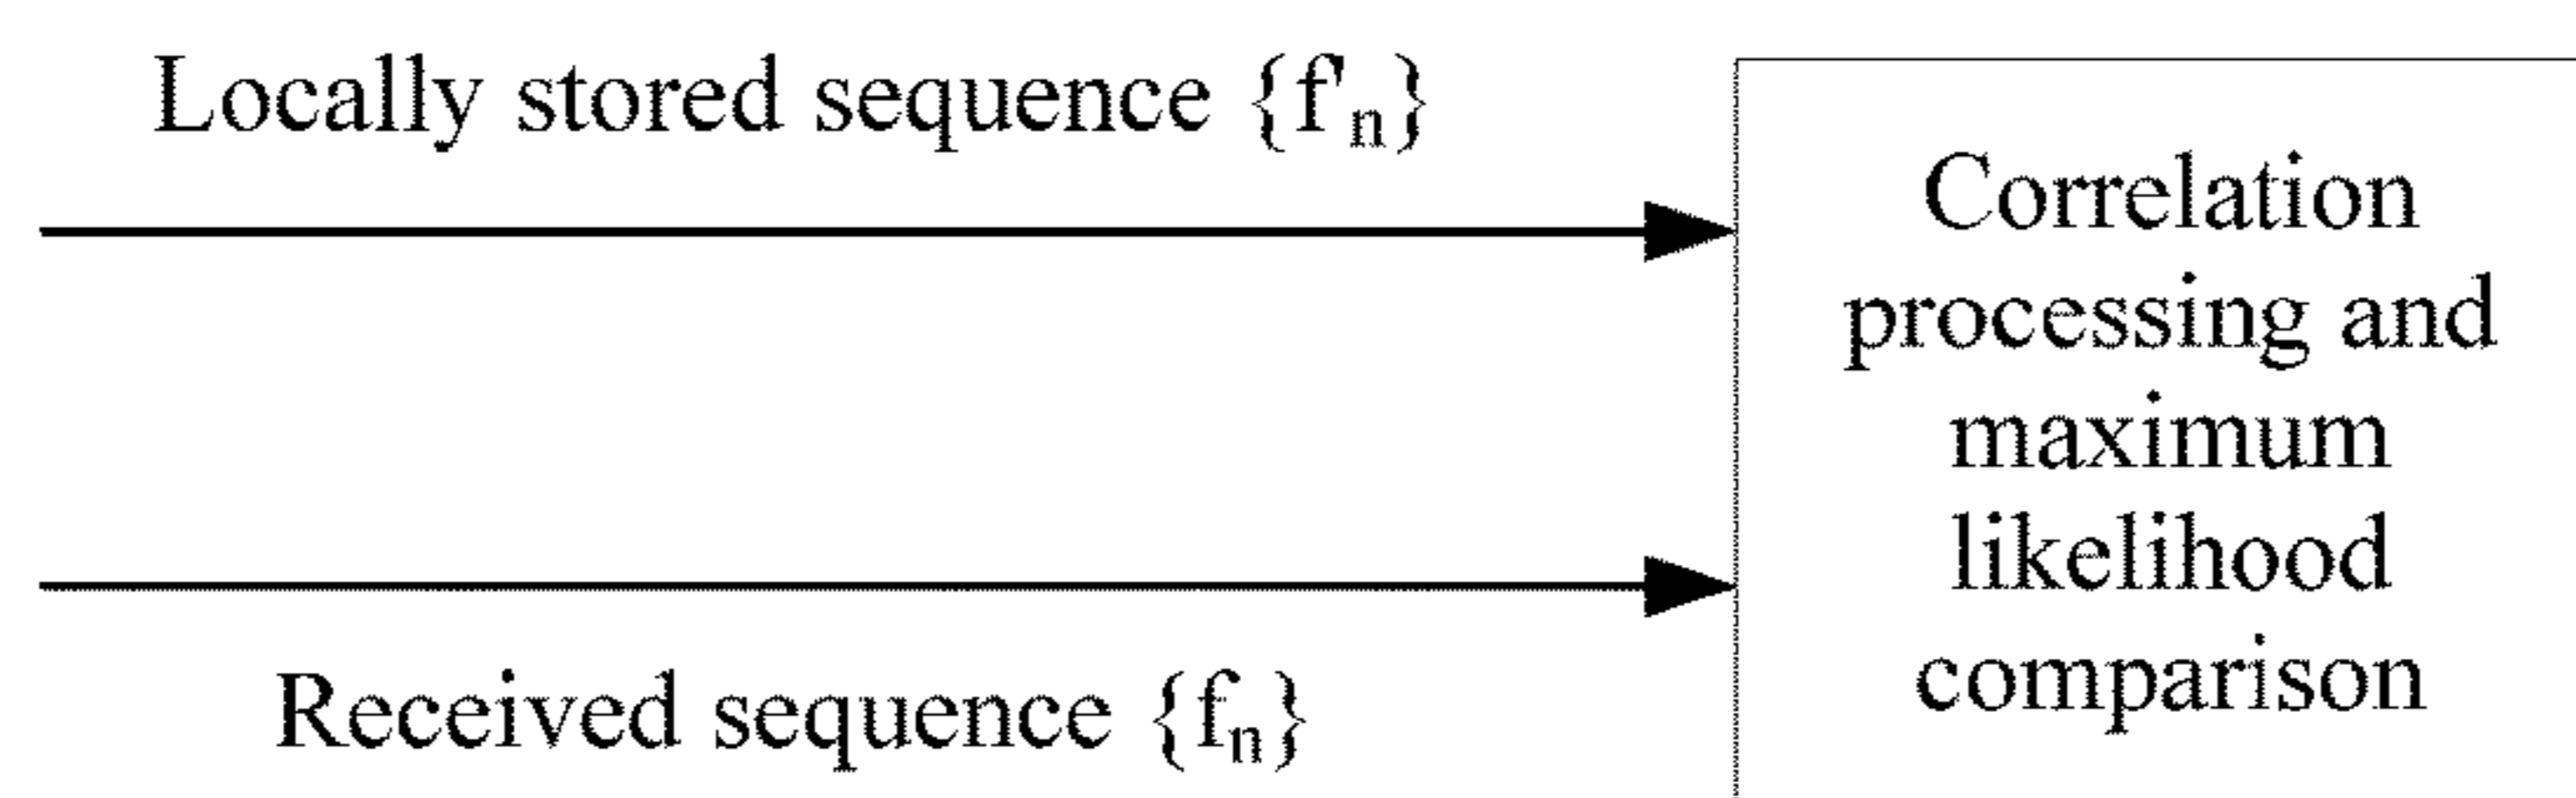 Locally stored sequence {f'n}
Correlation
processing and
maximum
likelihood
comparison
Received sequence {fn}